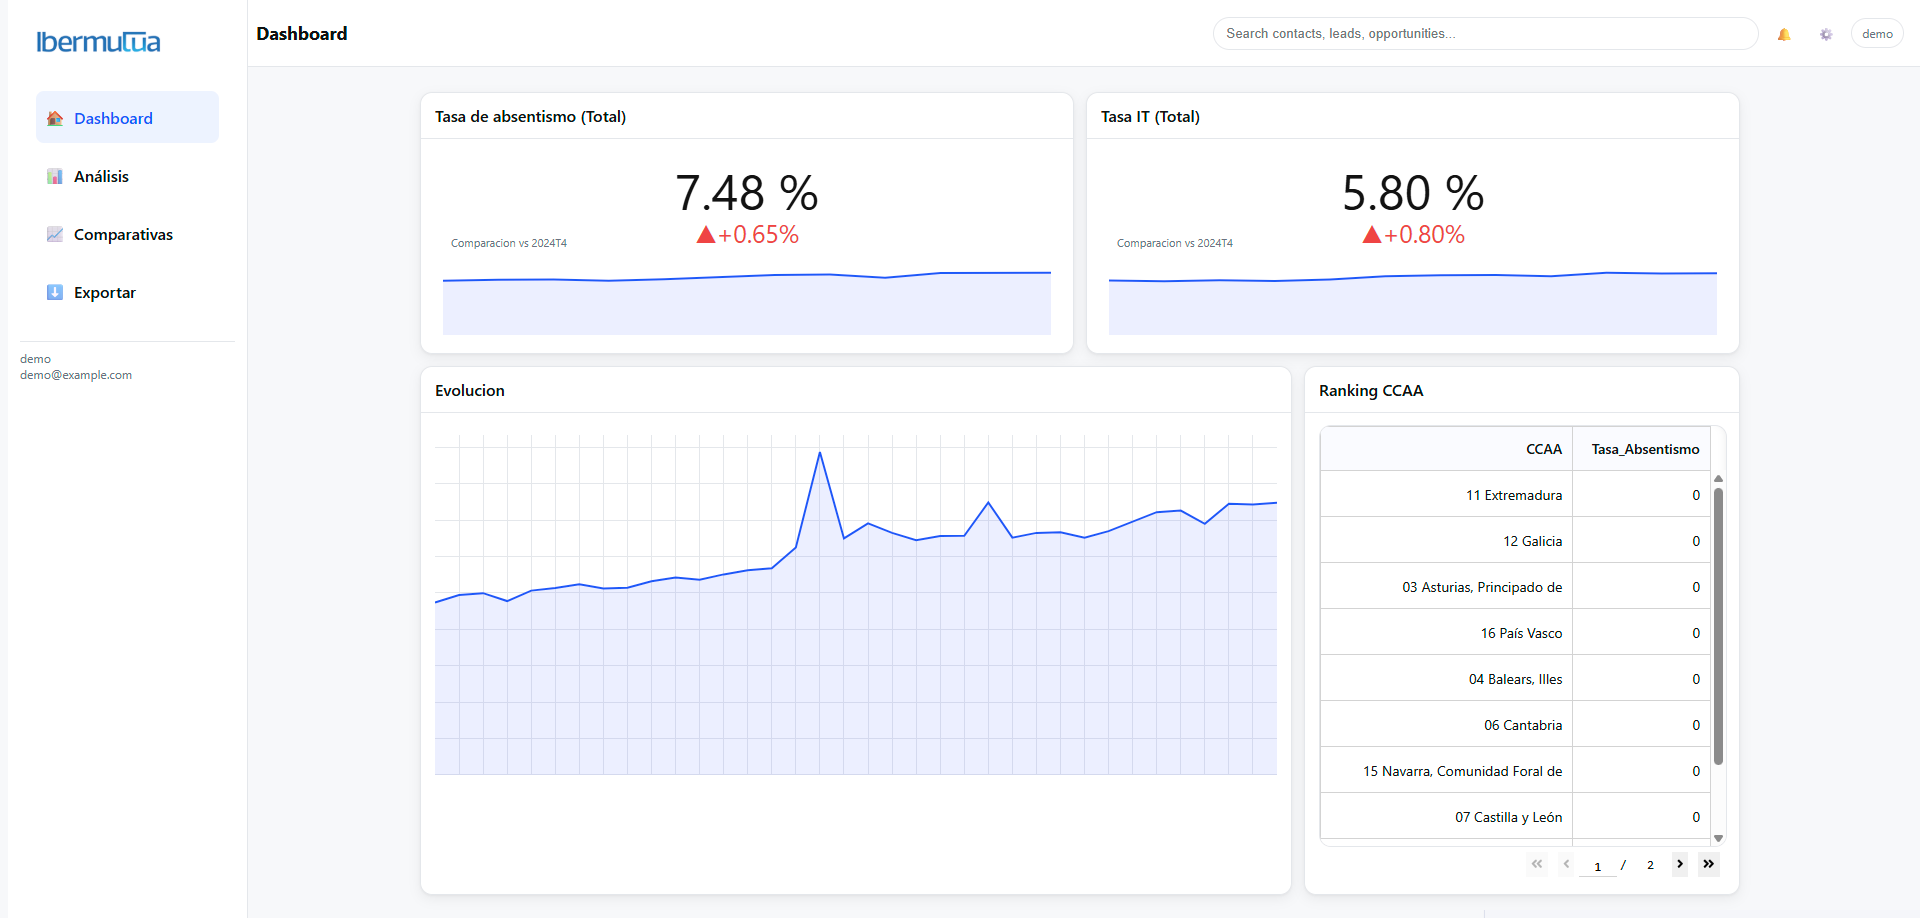 Ibermutua
Dashboard
Search contacts, leads, opportunities...
demo
Dashboard
Análisis
Comparativas
Exportar
demo
demo@example.com
Tasa de absentismo (Total)
7.48 %
▲+0.65%
Comparacion vs 2024T4
Tasa IT (Total)
5.80 %
▲+0.80%
Comparacion vs 2024T4
Evolucion
Ranking CCAA
CCAA Tasa_Absentismo
11 Extremadura 0
12 Galicia 0
03 Asturias, Principado de 0
16 País Vasco 0
04 Balears, Illes 0
06 Cantabria 0
15 Navarra, Comunidad Foral de 0
07 Castilla y León 0
« ‹ 1 / 2 › »